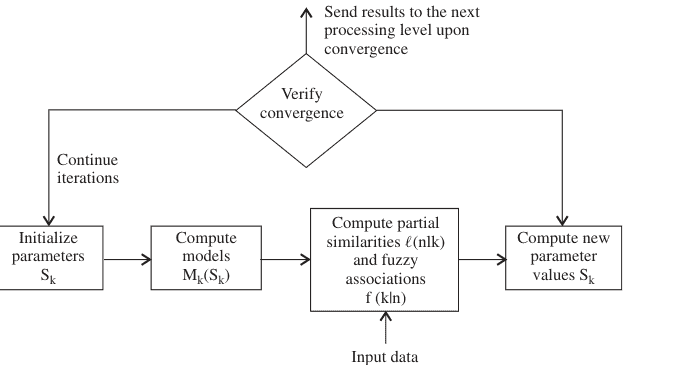 Send results to the next
processing level upon
convergence
Verify
convergence
Continue
iterations
Initialize
parameters
Sₖ
Compute
models
Mₖ(Sₖ)
Compute partial
similarities ℓ(n|k)
and fuzzy
associations
f (k|n)
Compute new
parameter
values Sₖ
Input data